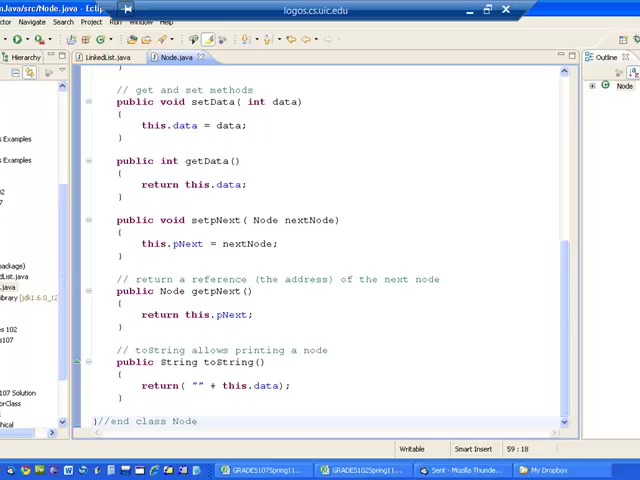 mJava/src/Node.java - Eclip
logos.cs.uic.edu
ctor Navigate Search Project Run Window Help
Hierarchy
LinkedList.java
Node.java
Outline
Node
s Examples
s Examples
02
package)
dList.java
.java
ibrary [jdk1.6.0_12
es 102
s107
107 Solution
orClass
hical
}
// get and set methods
public void setData( int data)
{
this.data = data;
}
public int getData()
{
return this.data;
}
public void setpNext( Node nextNode)
{
this.pNext = nextNode;
}
// return a reference (the address) of the next node
public Node getpNext()
{
return this.pNext;
}
// toString allows printing a node
public String toString()
{
return( "" + this.data);
}
}//end class Node
Writable
Smart Insert
59 : 18
GRADES107Spring11...
GRADES102Spring11...
Sent - Mozilla Thunde...
My Dropbox